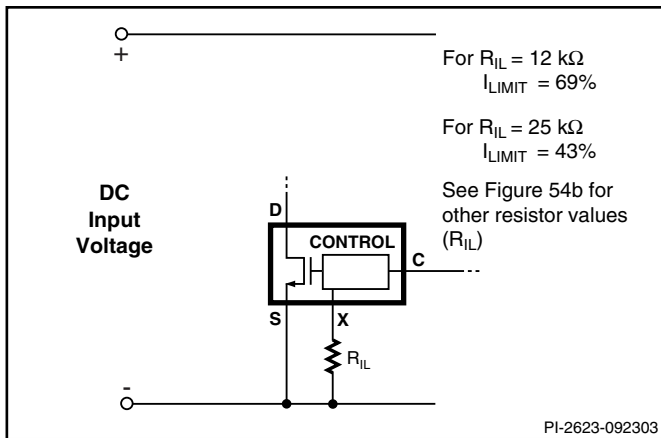 +
For R_IL = 12 kΩ
I_LIMIT = 69%
For R_IL = 25 kΩ
I_LIMIT = 43%
See Figure 54b for
other resistor values
(R_IL)
DC
Input
Voltage
D
CONTROL
C
S
X
R_IL
-
PI-2623-092303